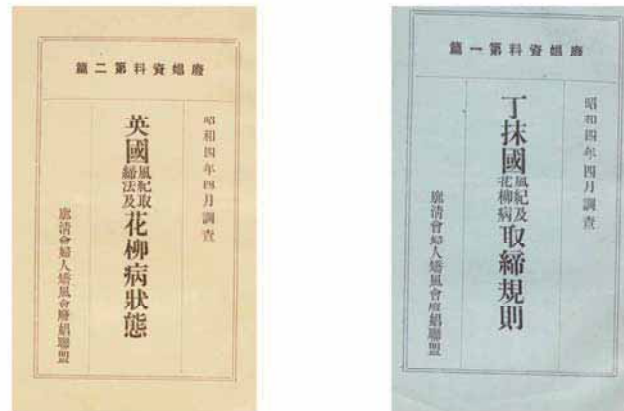 廢娼資料第二篇
昭和四年四月調査
英國風紀取締法及花柳病狀態
廓清會婦人矯風會廢娼聯盟
廢娼資料第一篇
昭和四年四月調査
丁抹國風紀及花柳病取締規則
廓清會婦人矯風會廢娼聯盟